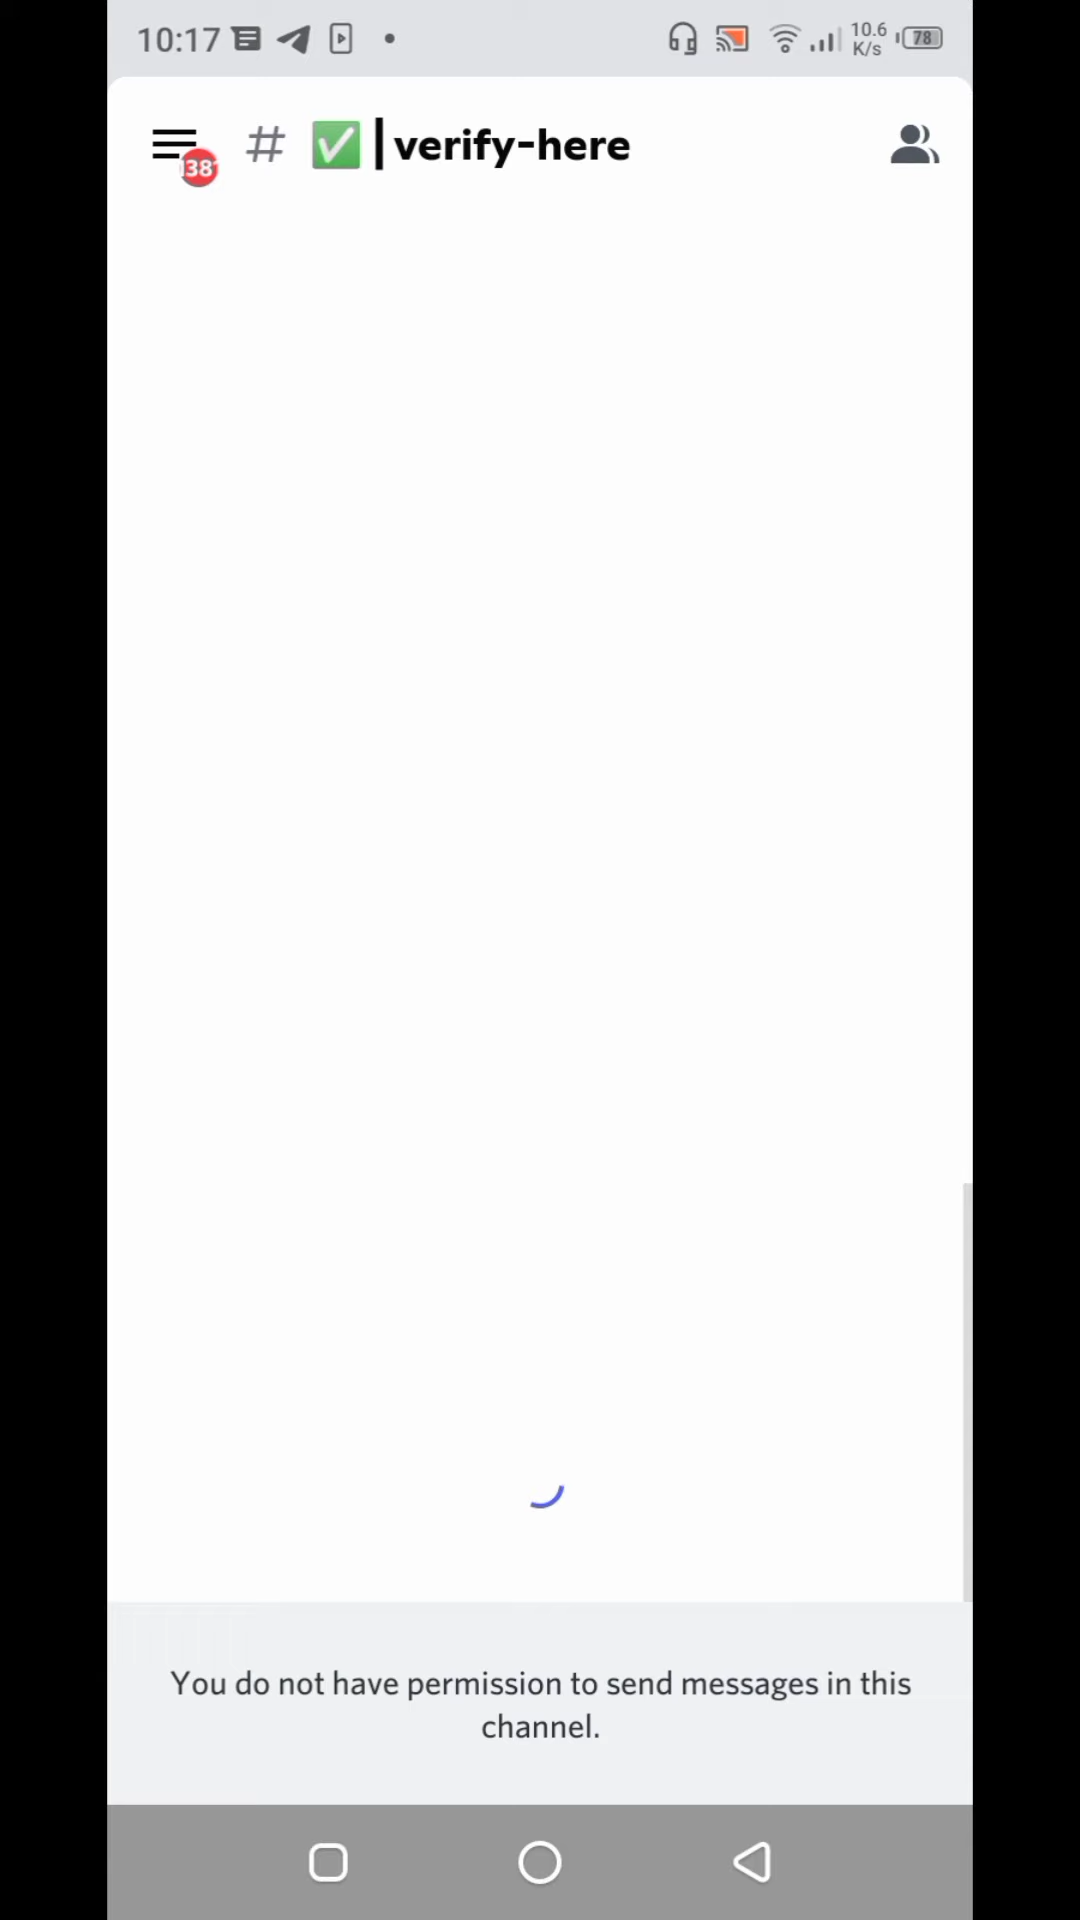 10:17 10.6 K/s 78
38 # ✅ | verify-here
You do not have permission to send messages in this
channel.